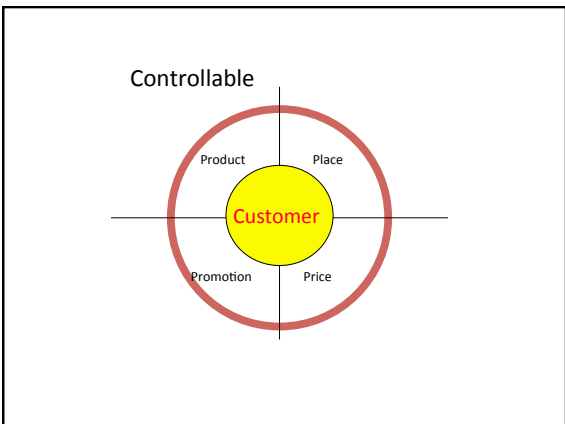 Controllable
Product
Place
Customer
Promotion
Price